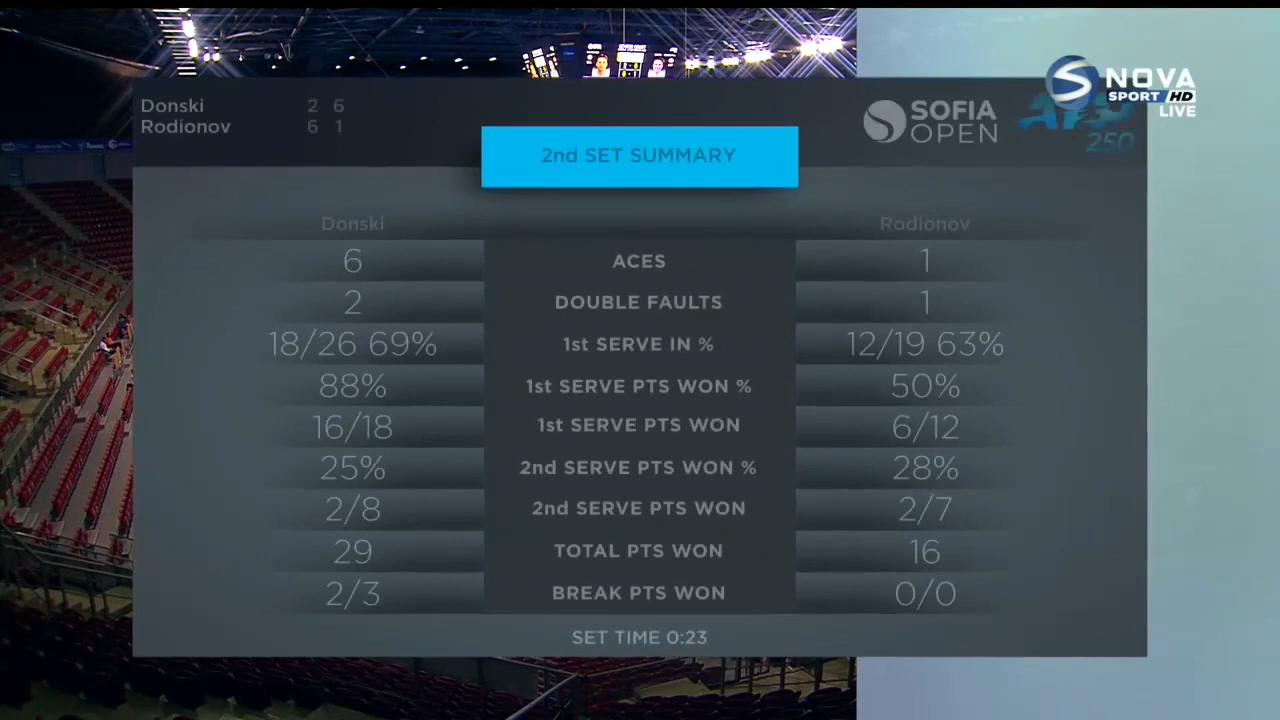 NOVA
SPORT HD
LIVE
Donski 2 6
Rodionov 6 1
SOFIA
OPEN
ATP
250
2nd SET SUMMARY
Donski Rodionov
6 ACES 1
2 DOUBLE FAULTS 1
18/26 69% 1st SERVE IN % 12/19 63%
88% 1st SERVE PTS WON % 50%
16/18 1st SERVE PTS WON 6/12
25% 2nd SERVE PTS WON % 28%
2/8 2nd SERVE PTS WON 2/7
29 TOTAL PTS WON 16
2/3 BREAK PTS WON 0/0
SET TIME 0:23